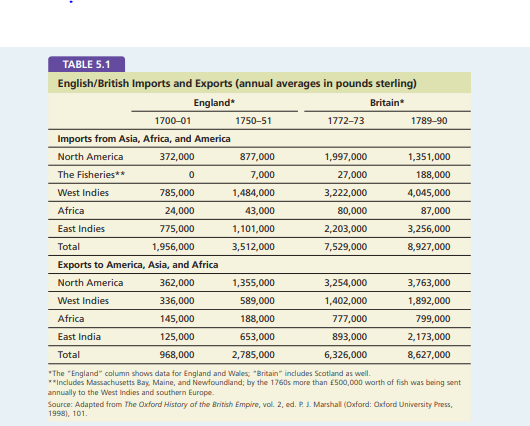 TABLE 5.1
English/British Imports and Exports (annual averages in pounds sterling)
England* Britain*
1700–01 1750–51 1772–73 1789–90
Imports from Asia, Africa, and America
North America 372,000 877,000 1,997,000 1,351,000
The Fisheries** 0 7,000 27,000 188,000
West Indies 785,000 1,484,000 3,222,000 4,045,000
Africa 24,000 43,000 80,000 87,000
East Indies 775,000 1,101,000 2,203,000 3,256,000
Total 1,956,000 3,512,000 7,529,000 8,927,000
Exports to America, Asia, and Africa
North America 362,000 1,355,000 3,254,000 3,763,000
West Indies 336,000 589,000 1,402,000 1,892,000
Africa 145,000 188,000 777,000 799,000
East India 125,000 653,000 893,000 2,173,000
Total 968,000 2,785,000 6,326,000 8,627,000
*The "England" column shows data for England and Wales; "Britain" includes Scotland as well.
**Includes Massachusetts Bay, Maine, and Newfoundland; by the 1760s more than £500,000 worth of fish was being sent
annually to the West Indies and southern Europe.
Source: Adapted from The Oxford History of the British Empire, vol. 2, ed. P. J. Marshall (Oxford: Oxford University Press,
1998), 101.